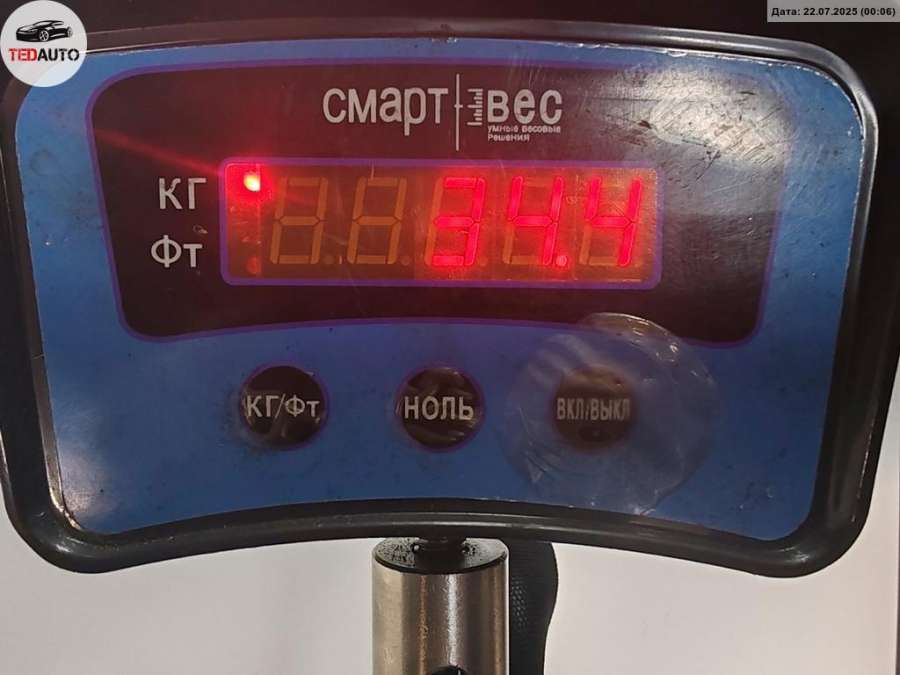 Дата: 22.07.2025 (00:06)
TEDAUTO
смарт вес
умные весовые
Решения
КГ
Фт
34.4
КГ/Фт
НОЛЬ
ВКЛ/ВЫКЛ